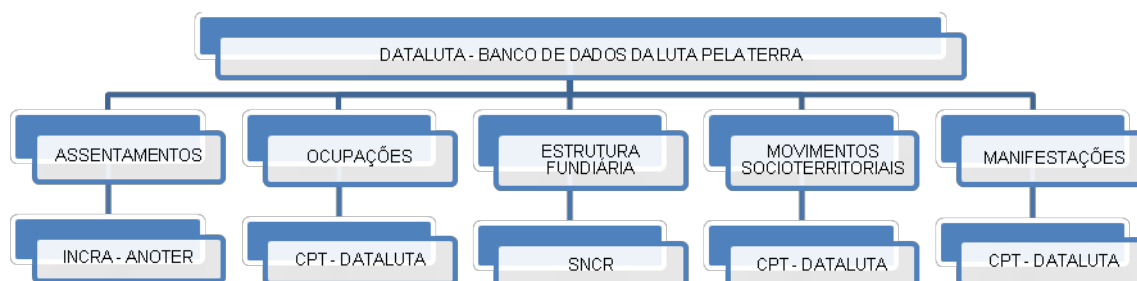 DATALUTA - BANCO DE DADOS DA LUTA PELA TERRA
ASSENTAMENTOS
OCUPAÇÕES
ESTRUTURA
FUNDIÁRIA
MOVIMENTOS
SOCIOTERRITORIAIS
MANIFESTAÇÕES
INCRA - ANOTER
CPT - DATALUTA
SNCR
CPT - DATALUTA
CPT - DATALUTA